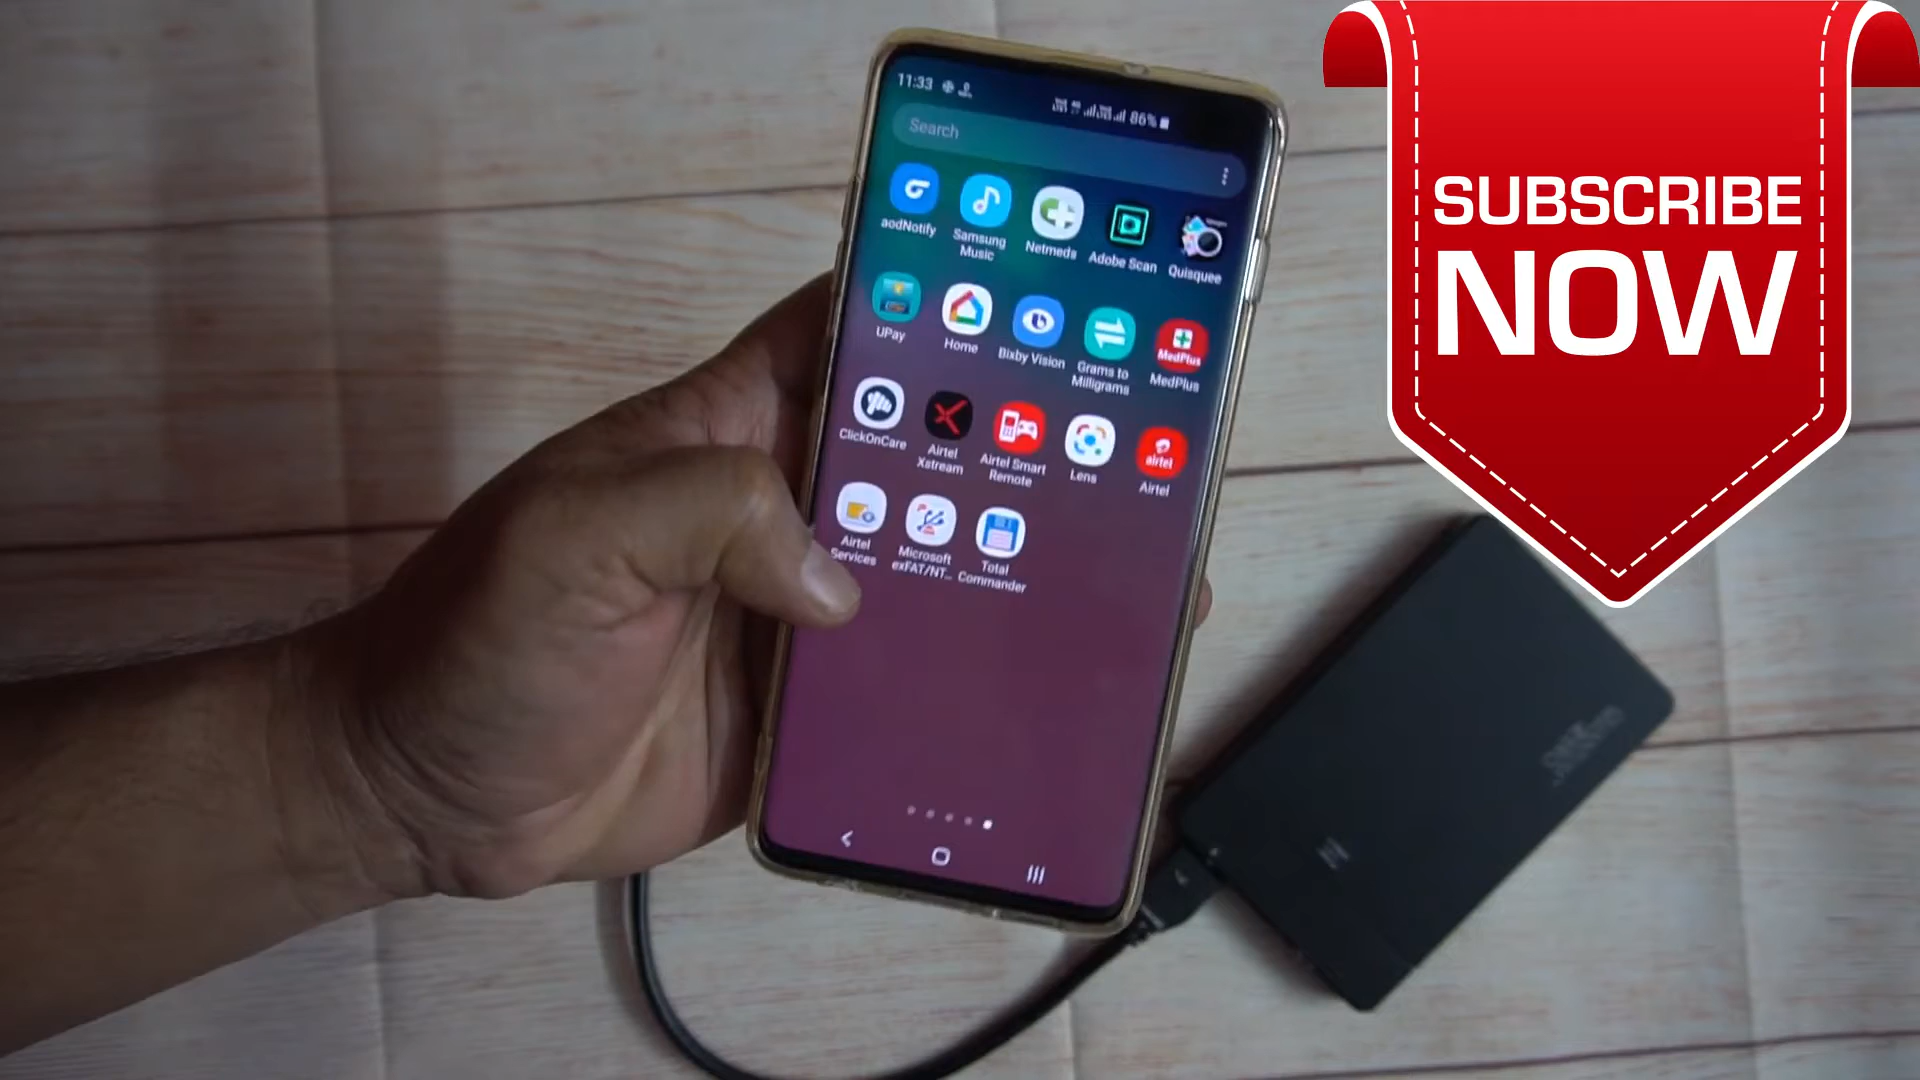 11:33
86%
Search
aodNotify
Samsung
Music
Netmeds
Adobe Scan
Quisquee
UPay
Home
Bixby Vision
Grams to
Milligrams
MedPlus
MedPlus
ClickOnCare
Airtel
Xstream
Airtel Smart
Remote
Lens
airtel
Airtel
Airtel
Services
Microsoft
exFAT/NT...
Total
Commander
SUBSCRIBE
NOW